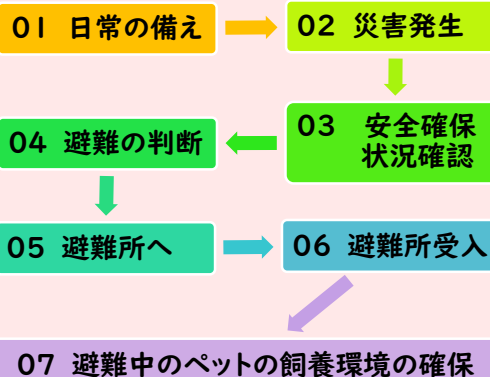 01 日常の備え
02 災害発生
03 安全確保
状況確認
04 避難の判断
05 避難所へ
06 避難所受入
07 避難中のペットの飼養環境の確保